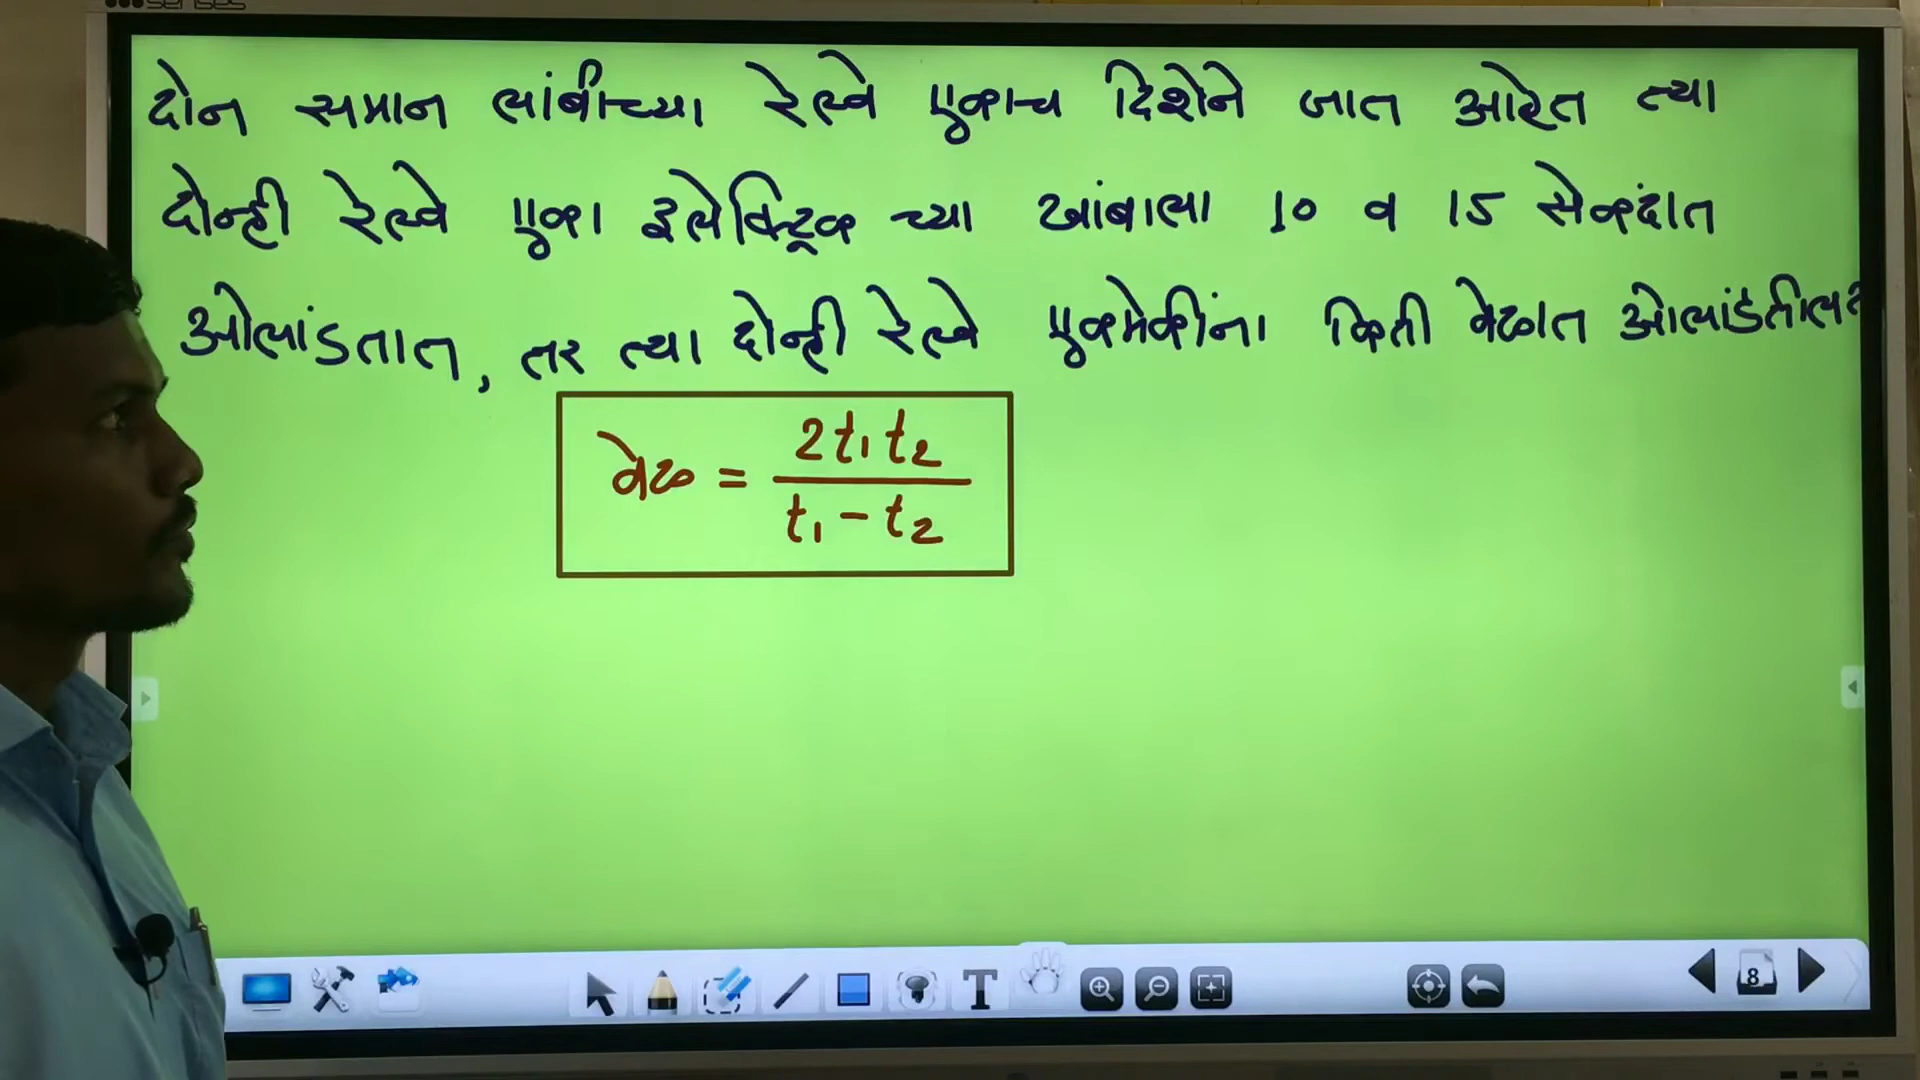 दोन समान लांबीच्या रेल्वे एकाच दिशेने जात आहेत त्या
दोन्ही रेल्वे एका इलेक्ट्रिक च्या खांबाला 10 व 15 सेकंदात
ओलांडतात, तर त्या दोन्ही रेल्वे एकमेकींना किती वेळात ओलांडतील
वेळ = 2t₁t₂ / t₁ - t₂
T
8